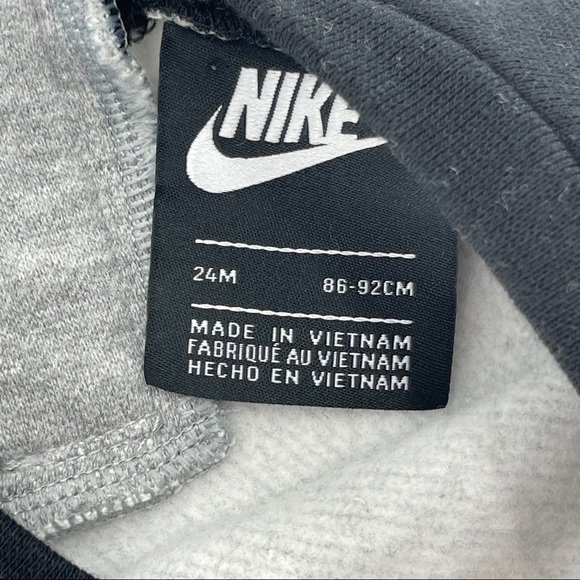 NIKE
24M 86-92CM
MADE IN VIETNAM
FABRIQUÉ AU VIETNAM
HECHO EN VIETNAM